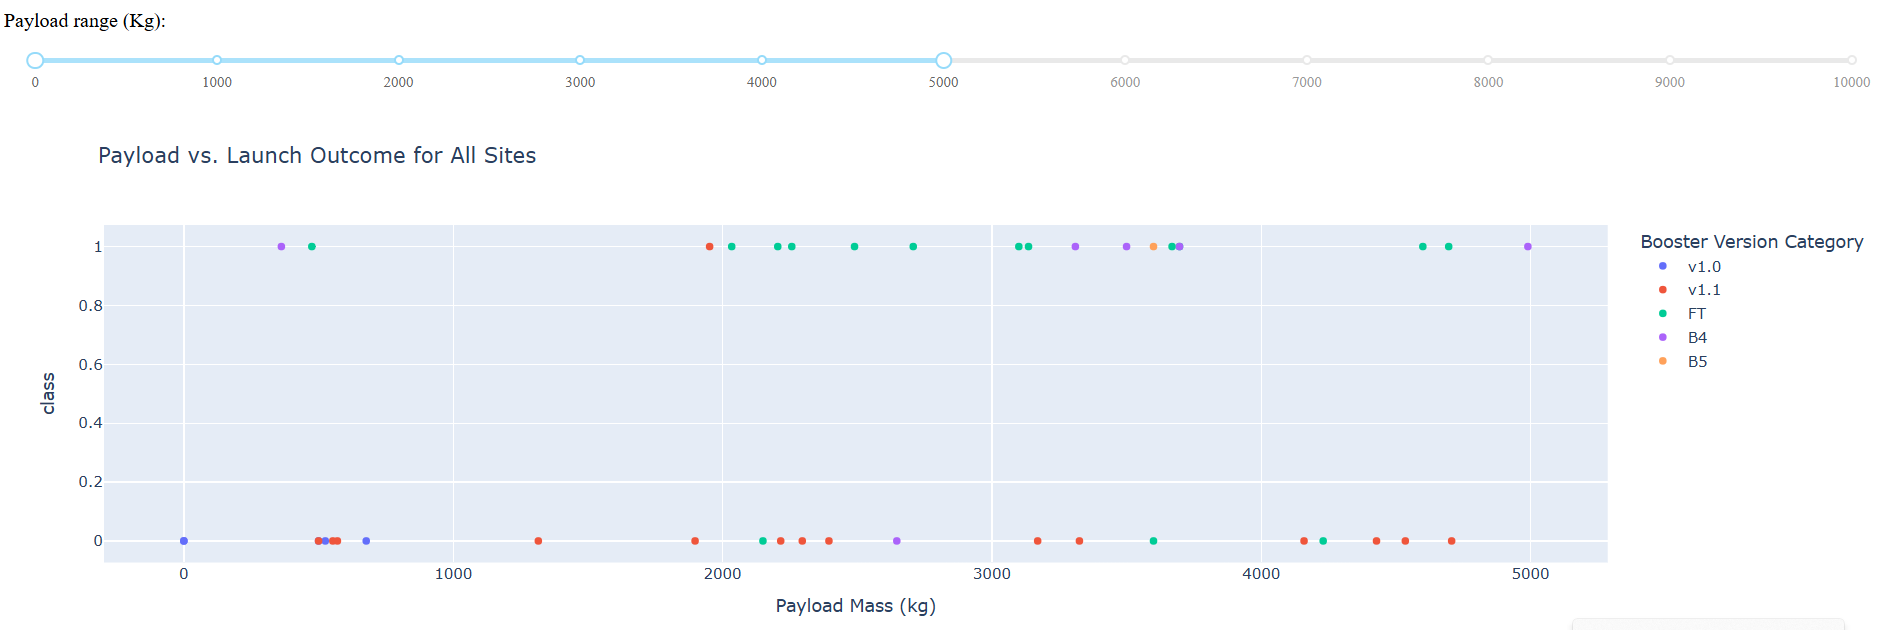 Payload range (Kg):
0 1000 2000 3000 4000 5000 6000 7000 8000 9000 10000
Payload vs. Launch Outcome for All Sites
1
0.8
0.6
0.4
0.2
0
class
0 1000 2000 3000 4000 5000
Payload Mass (kg)
Booster Version Category
v1.0
v1.1
FT
B4
B5